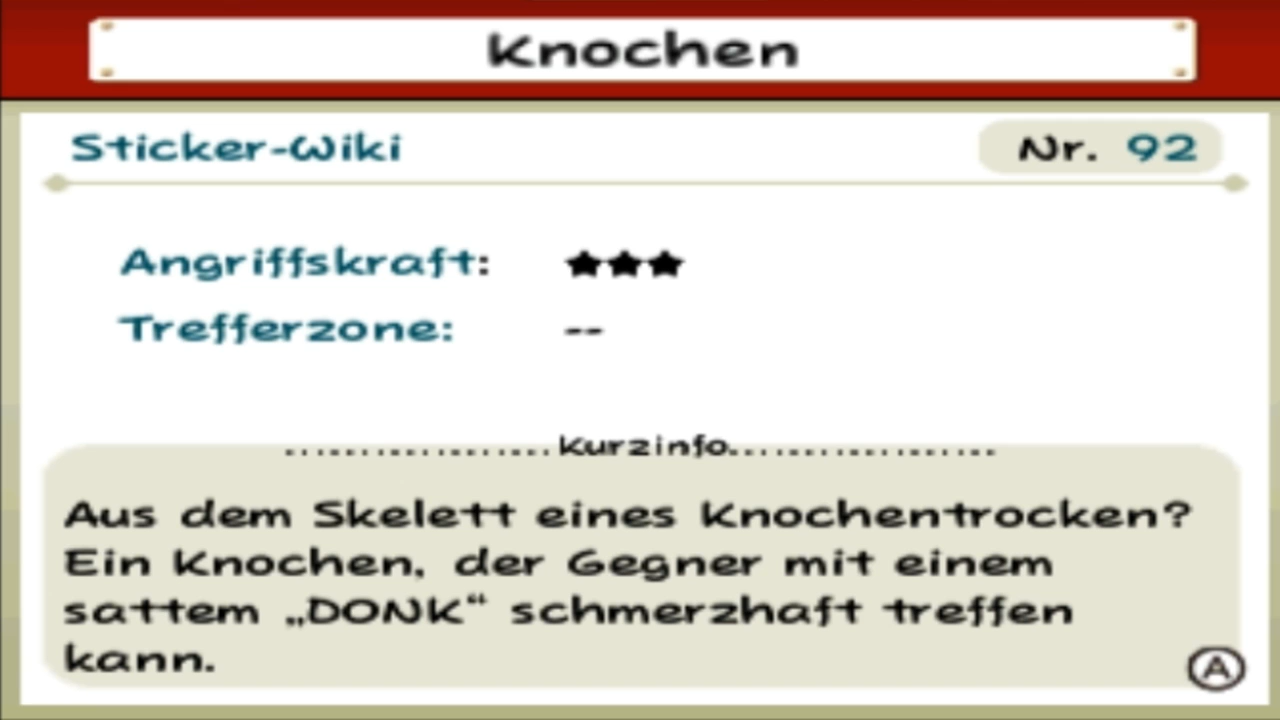 Knochen
Sticker-Wiki
Nr. 92
Angriffskraft: ★★★
Trefferzone: --
Kurzinfo
Aus dem Skelett eines Knochentrocken?
Ein Knochen, der Gegner mit einem
sattem „DONK“ schmerzhaft treffen
kann.
A